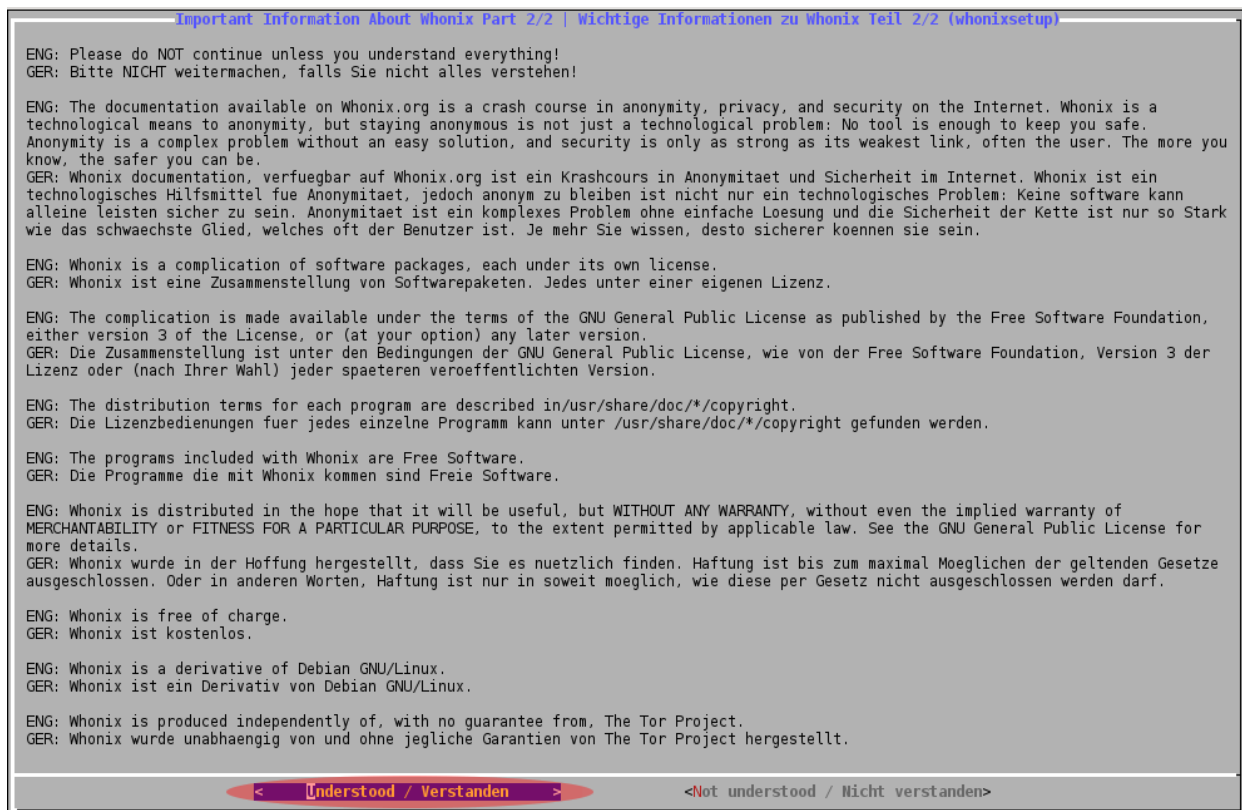 Important Information About Whonix Part 2/2 | Wichtige Informationen zu Whonix Teil 2/2 (whonixsetup)
ENG: Please do NOT continue unless you understand everything!
GER: Bitte NICHT weitermachen, falls Sie nicht alles verstehen!
ENG: The documentation available on Whonix.org is a crash course in anonymity, privacy, and security on the Internet. Whonix is a
technological means to anonymity, but staying anonymous is not just a technological problem: No tool is enough to keep you safe.
Anonymity is a complex problem without an easy solution, and security is only as strong as its weakest link, often the user. The more you
know, the safer you can be.
GER: Whonix documentation, verfuegbar auf Whonix.org ist ein Krashcours in Anonymitaet und Sicherheit im Internet. Whonix ist ein
technologisches Hilfsmittel fue Anonymitaet, jedoch anonym zu bleiben ist nicht nur ein technologisches Problem: Keine software kann
alleine leisten sicher zu sein. Anonymitaet ist ein komplexes Problem ohne einfache Loesung und die Sicherheit der Kette ist nur so Stark
wie das schwaechste Glied, welches oft der Benutzer ist. Je mehr Sie wissen, desto sicherer koennen sie sein.
ENG: Whonix is a complication of software packages, each under its own license.
GER: Whonix ist eine Zusammenstellung von Softwarepaketen. Jedes unter einer eigenen Lizenz.
ENG: The complication is made available under the terms of the GNU General Public License as published by the Free Software Foundation,
either version 3 of the License, or (at your option) any later version.
GER: Die Zusammenstellung ist unter den Bedingungen der GNU General Public License, wie von der Free Software Foundation, Version 3 der
Lizenz oder (nach Ihrer Wahl) jeder spaeteren veroeffentlichten Version.
ENG: The distribution terms for each program are described in/usr/share/doc/*/copyright.
GER: Die Lizenzbedienungen fuer jedes einzelne Programm kann unter /usr/share/doc/*/copyright gefunden werden.
ENG: The programs included with Whonix are Free Software.
GER: Die Programme die mit Whonix kommen sind Freie Software.
ENG: Whonix is distributed in the hope that it will be useful, but WITHOUT ANY WARRANTY, without even the implied warranty of
MERCHANTABILITY or FITNESS FOR A PARTICULAR PURPOSE, to the extent permitted by applicable law. See the GNU General Public License for
more details.
GER: Whonix wurde in der Hoffung hergestellt, dass Sie es nuetzlich finden. Haftung ist bis zum maximal Moeglichen der geltenden Gesetze
ausgeschlossen. Oder in anderen Worten, Haftung ist nur in soweit moeglich, wie diese per Gesetz nicht ausgeschlossen werden darf.
ENG: Whonix is free of charge.
GER: Whonix ist kostenlos.
ENG: Whonix is a derivative of Debian GNU/Linux.
GER: Whonix ist ein Derivativ von Debian GNU/Linux.
ENG: Whonix is produced independently of, with no guarantee from, The Tor Project.
GER: Whonix wurde unabhaengig von und ohne jegliche Garantien von The Tor Project hergestellt.
< Understood / Verstanden > <Not understood / Nicht verstanden>